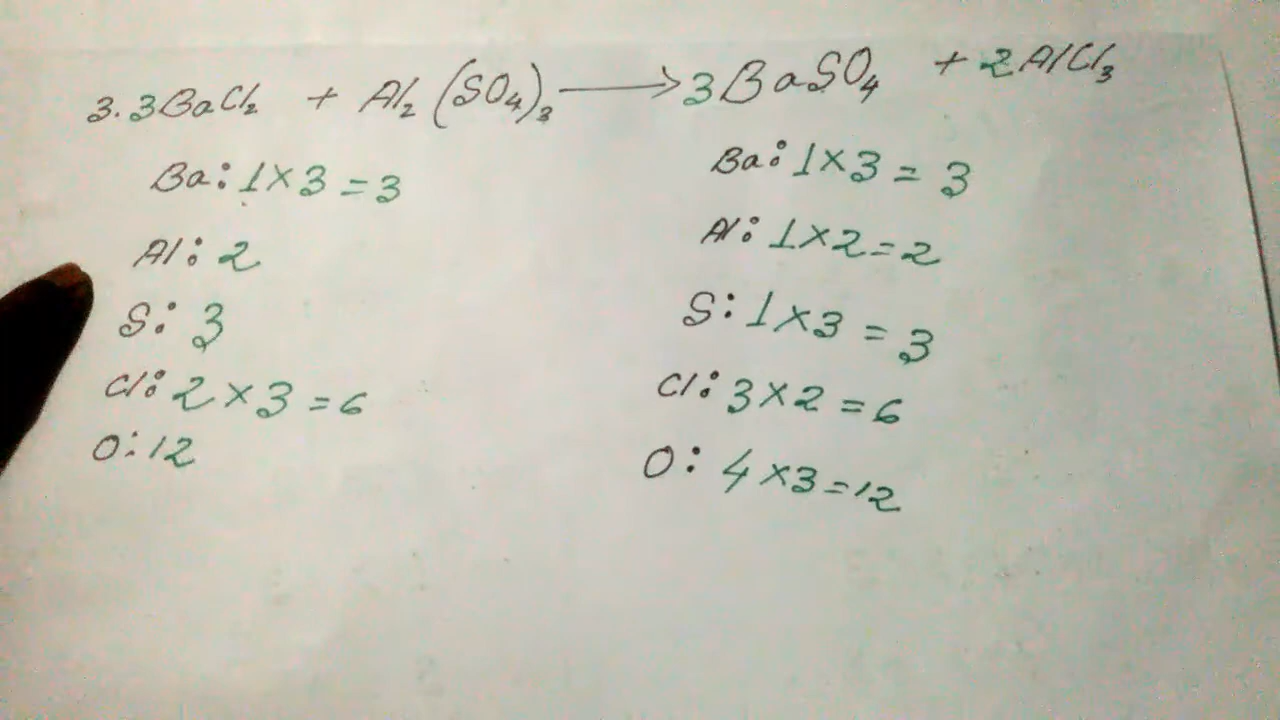 3. 3BaCl₂ + Al₂(SO₄)₃ → 3BaSO₄ + 2AlCl₃
Ba: 1×3=3
Al: 2
S: 3
Cl: 2×3=6
O: 12
Ba: 1×3=3
Al: 1×2=2
S: 1×3=3
Cl: 3×2=6
O: 4×3=12